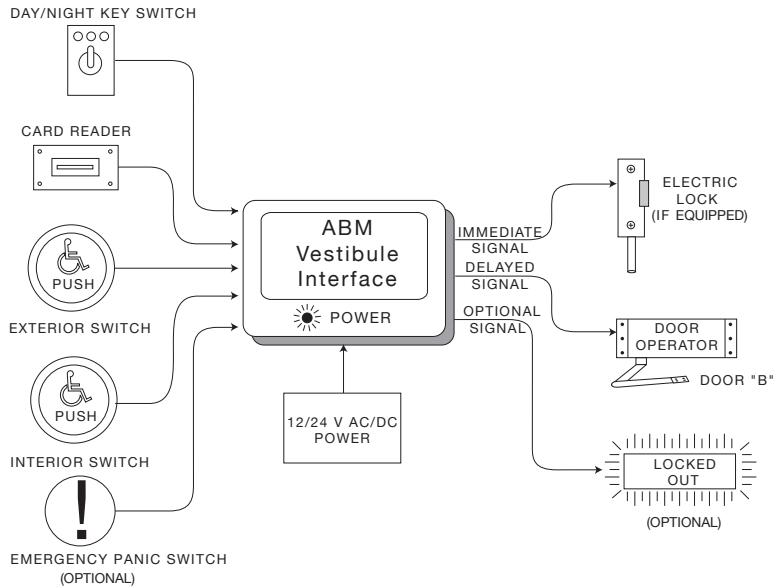 DAY/NIGHT KEY SWITCH
CARD READER
PUSH
EXTERIOR SWITCH
PUSH
INTERIOR SWITCH
!
EMERGENCY PANIC SWITCH
(OPTIONAL)
ABM
Vestibule
Interface
POWER
12/24 V AC/DC
POWER
IMMEDIATE
SIGNAL
DELAYED
SIGNAL
OPTIONAL
SIGNAL
ELECTRIC
LOCK
(IF EQUIPPED)
DOOR
OPERATOR
DOOR "B"
LOCKED
OUT
(OPTIONAL)